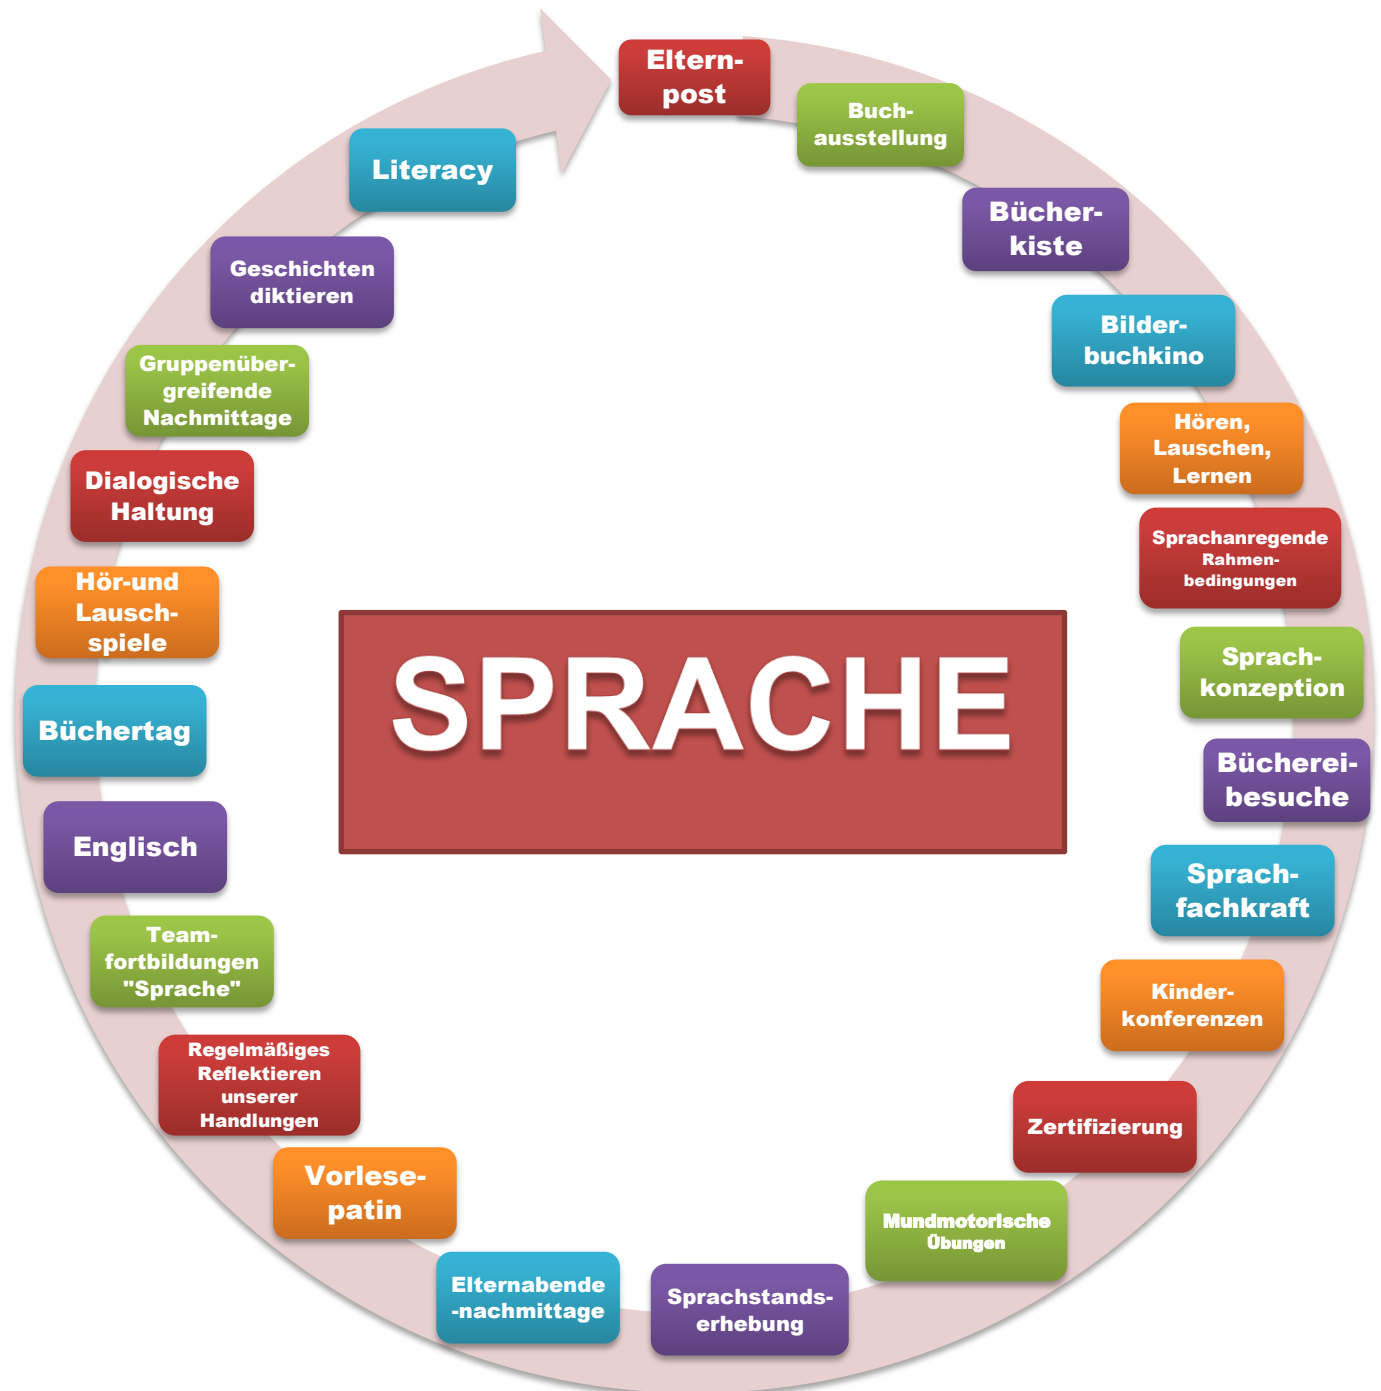 Eltern-
post
Buch-
ausstellung
Bücher-
kiste
Bilder-
buchkino
Hören,
Lauschen,
Lernen
Sprachanregende
Rahmen-
bedingungen
Sprach-
konzeption
Bücherei-
besuche
Sprach-
fachkraft
Kinder-
konferenzen
Zertifizierung
Mundmotorische
Übungen
Sprachstands-
erhebung
Elternabende
-nachmittage
Vorlese-
patin
Regelmäßiges
Reflektieren
unserer
Handlungen
Team-
fortbildungen
"Sprache"
Englisch
Büchertag
Hör-und
Lausch-
spiele
Dialogische
Haltung
Gruppenüber-
greifende
Nachmittage
Geschichten
diktieren
Literacy
SPRACHE